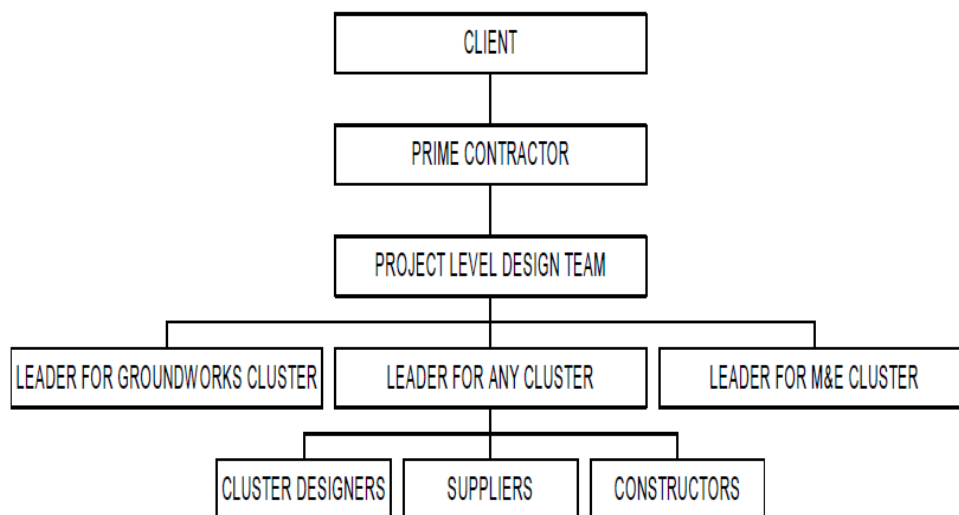 CLIENT
PRIME CONTRACTOR
PROJECT LEVEL DESIGN TEAM
LEADER FOR GROUNDWORKS CLUSTER
LEADER FOR ANY CLUSTER
LEADER FOR M&E CLUSTER
CLUSTER DESIGNERS
SUPPLIERS
CONSTRUCTORS